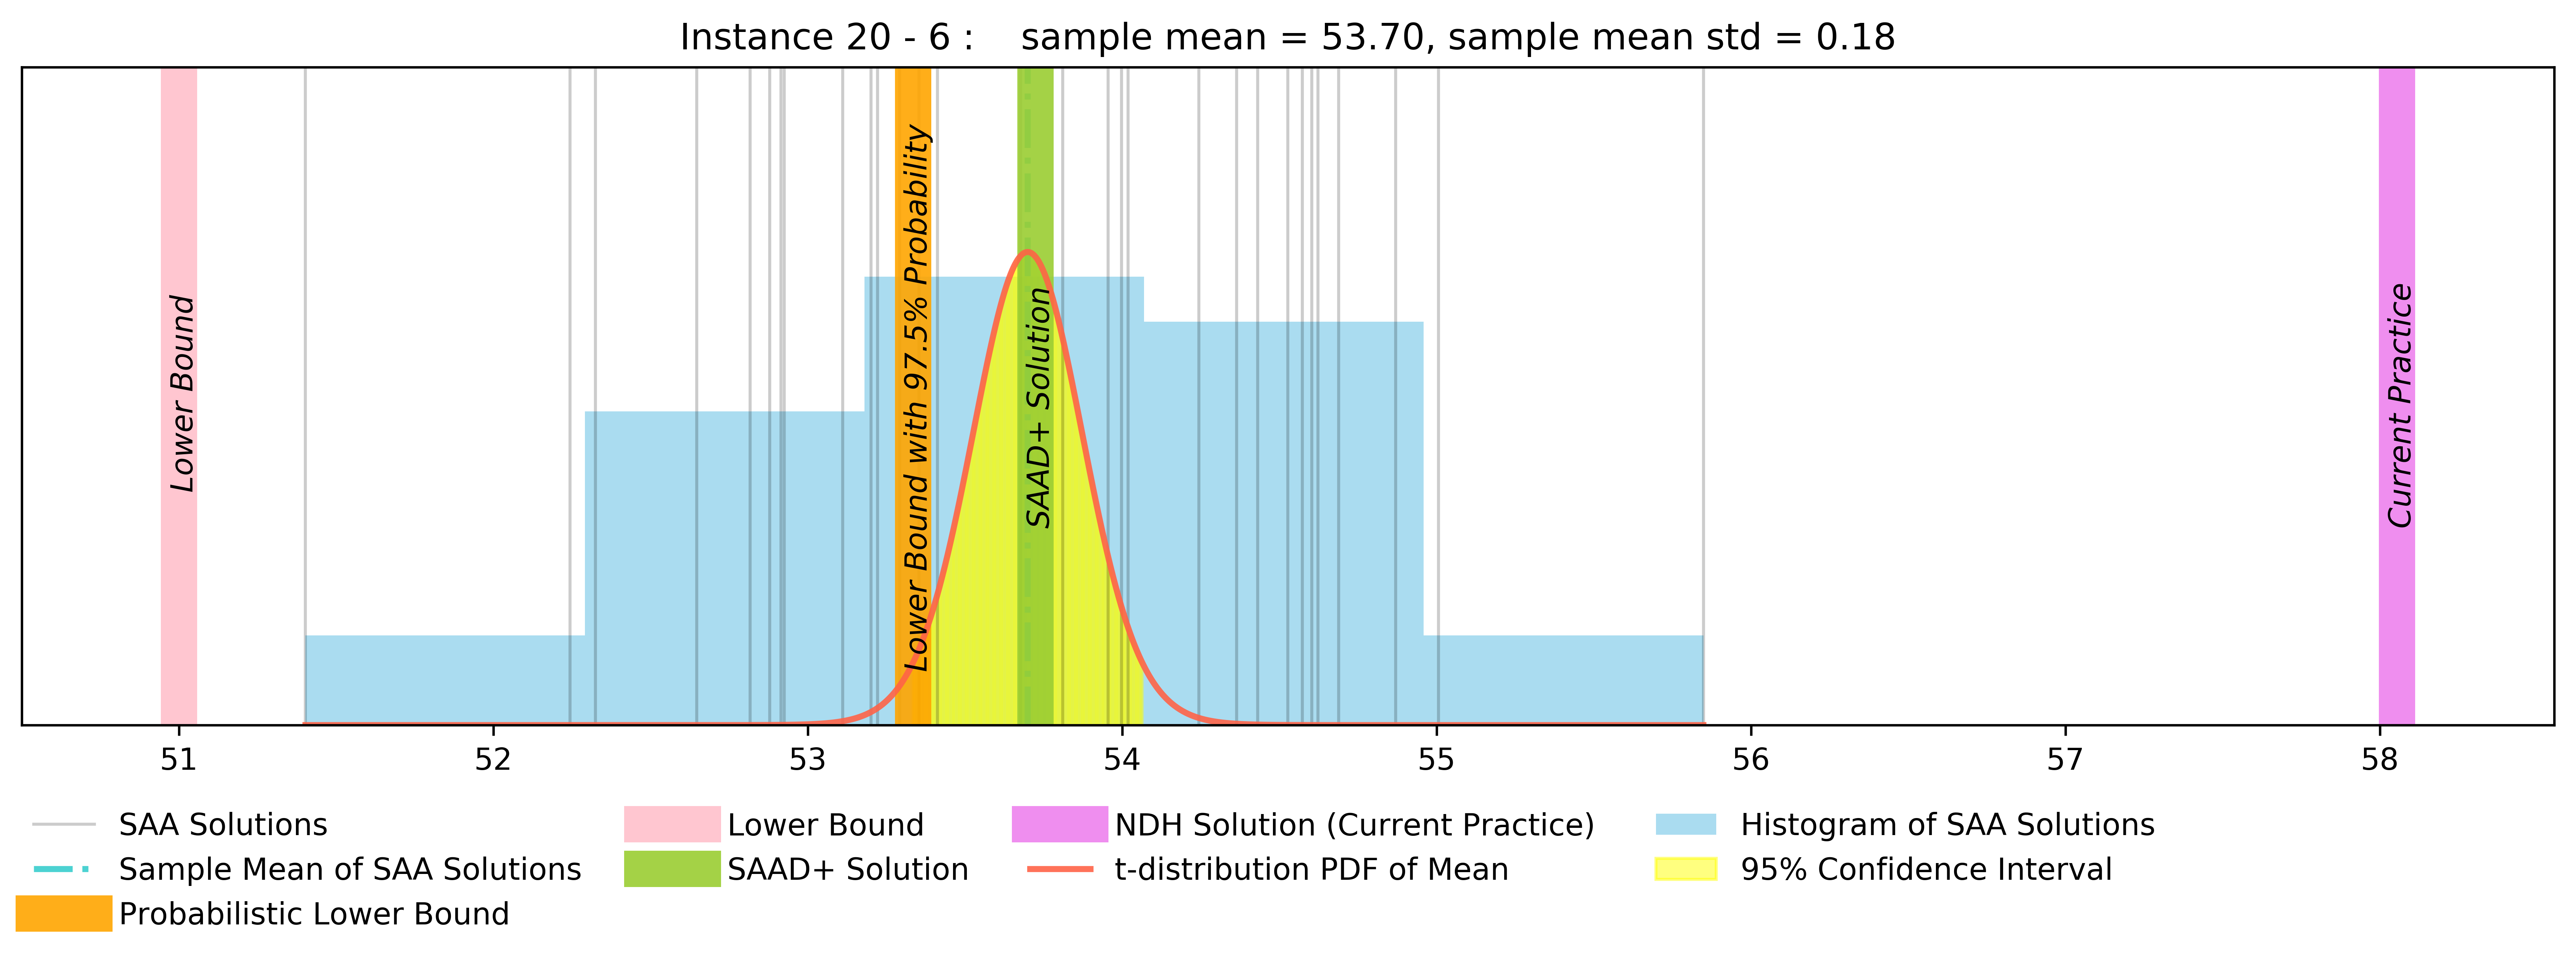 Instance 20 - 6 :    sample mean = 53.70, sample mean std = 0.18
Lower Bound
Lower Bound with 97.5% Probability
SAAD+ Solution
Current Practice
51 52 53 54 55 56 57 58
SAA Solutions
Sample Mean of SAA Solutions
Probabilistic Lower Bound
Lower Bound
SAAD+ Solution
NDH Solution (Current Practice)
t-distribution PDF of Mean
Histogram of SAA Solutions
95% Confidence Interval